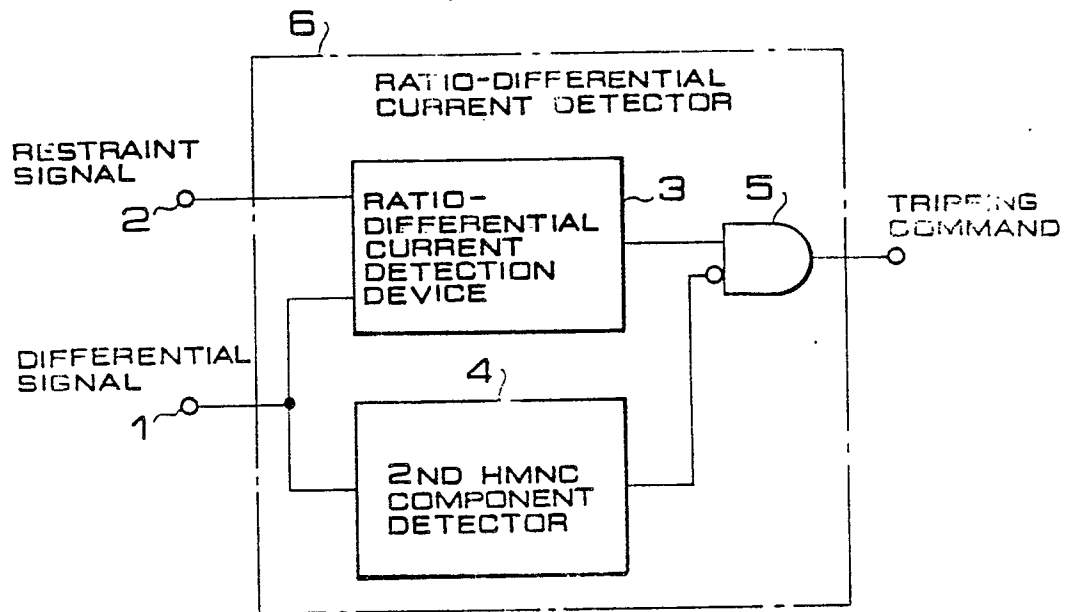 6
RATIO-DIFFERENTIAL
CURRENT DETECTOR
RESTRAINT
SIGNAL
2
RATIO-
DIFFERENTIAL
CURRENT
DETECTION
DEVICE
3
5
TRIPPING
COMMAND
DIFFERENTIAL
SIGNAL
1
4
2ND HMNC
COMPONENT
DETECTOR